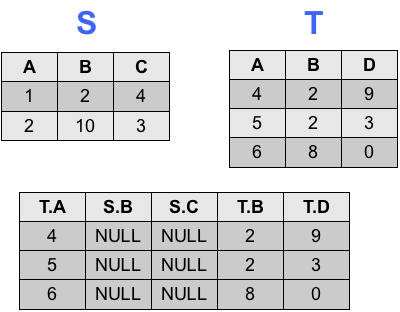 S T
A B C
1 2 4
2 10 3
A B D
4 2 9
5 2 3
6 8 0
T.A S.B S.C T.B T.D
4 NULL NULL 2 9
5 NULL NULL 2 3
6 NULL NULL 8 0